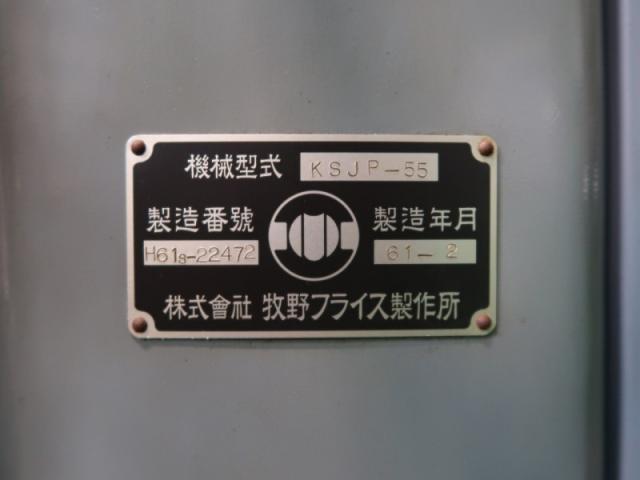 機械型式 KSJP-55
製造番號 製造年月
H61s-22472 61-2
株式會社 牧野フライス製作所